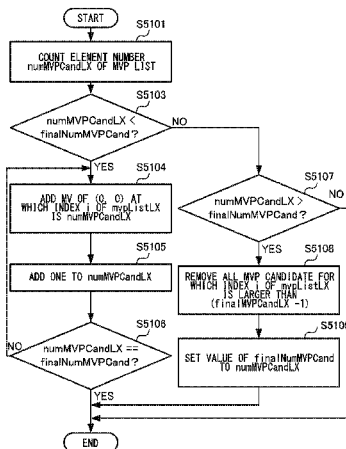 START
S5101
COUNT ELEMENT NUMBER
numMVPCandLX OF MVP LIST
S5103
numMVPCandLX <
finalNumMVPCand?
NO
YES
S5104
ADD MV OF (0, 0) AT
WHICH INDEX i OF mvpListLX
IS numMVPCandLX
S5105
ADD ONE TO numMVPCandLX
S5106
numMVPCandLX ==
finalNumMVPCand?
NO
YES
S5107
numMVPCandLX >
finalNumMVPCand?
NO
YES
S5108
REMOVE ALL MVP CANDIDATE FOR
WHICH INDEX i OF mvpListLX
IS LARGER THAN
(finalMVPCandLX -1)
S5109
SET VALUE OF finalNumMVPCand
TO numMVPCandLX
END